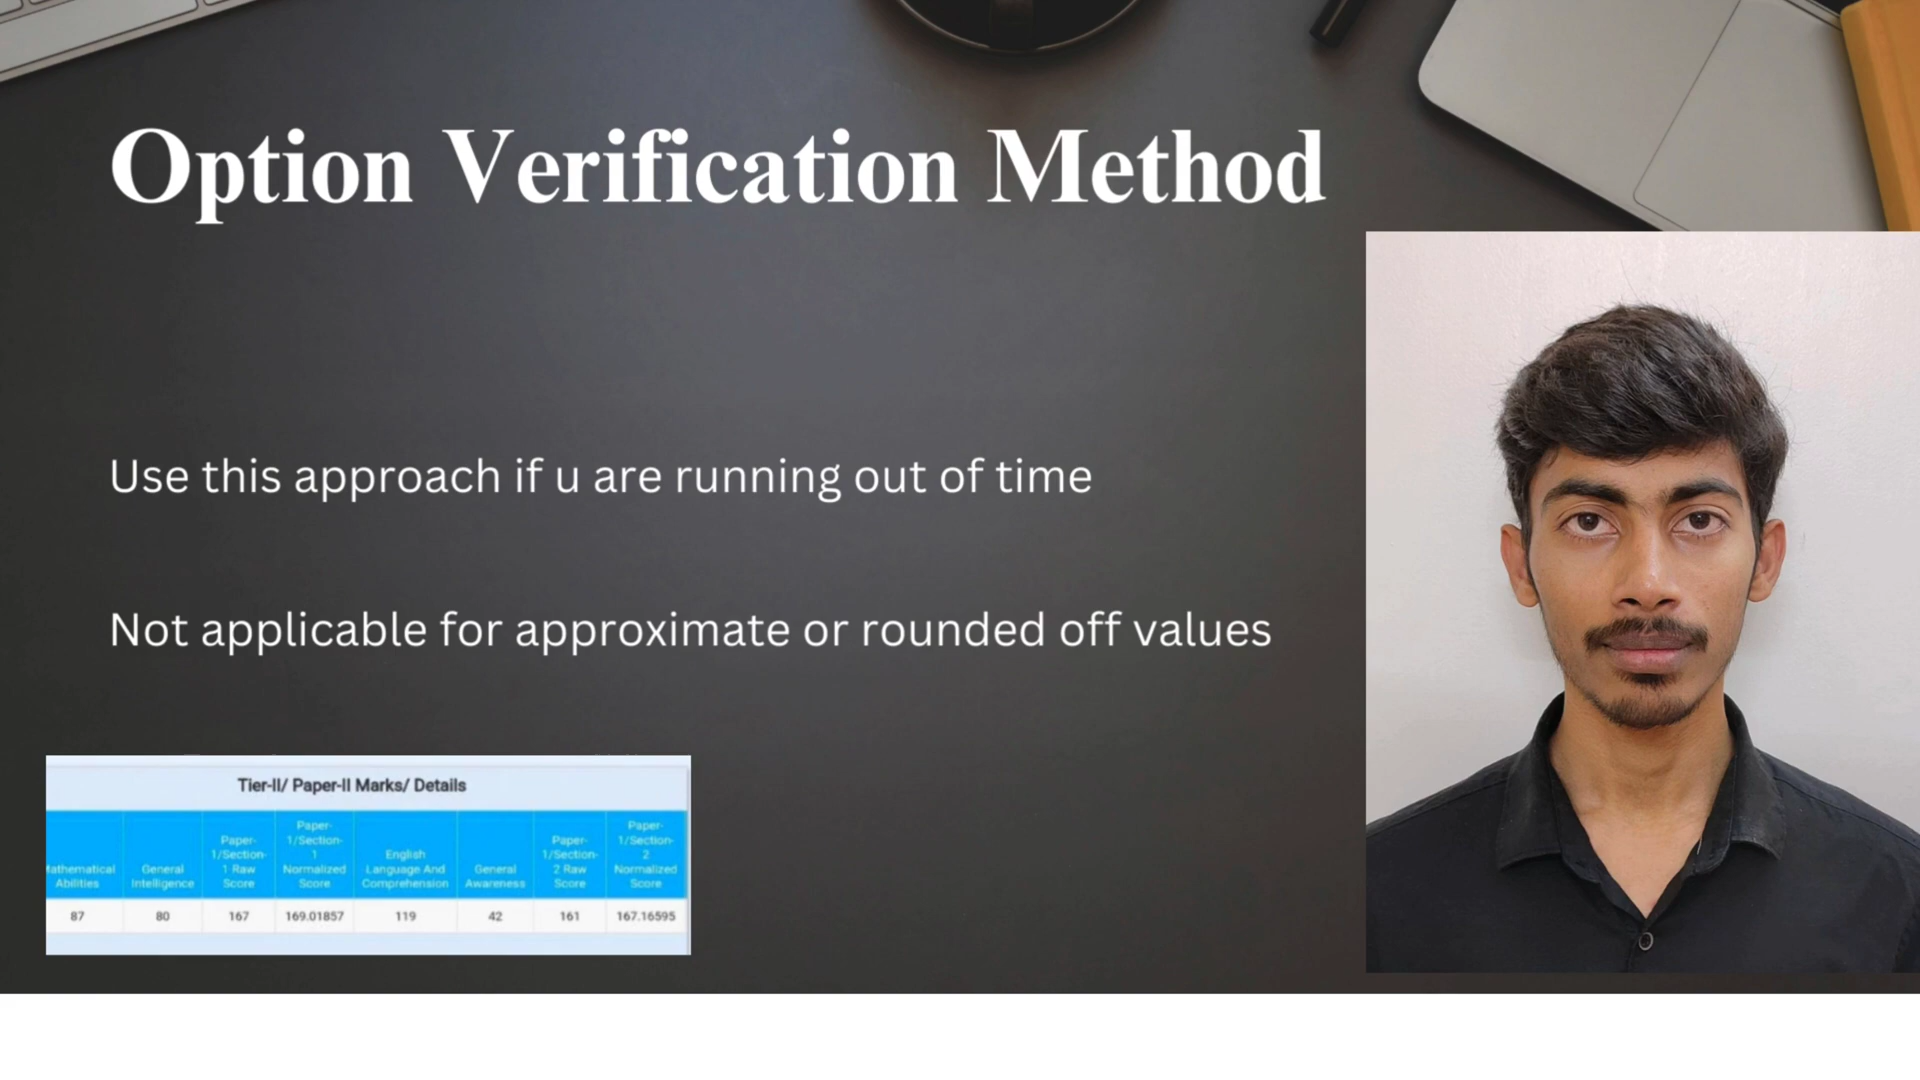 Option Verification Method
Use this approach if u are running out of time
Not applicable for approximate or rounded off values
Tier-II/ Paper-II Marks/ Details
athematical Abilities
General Intelligence
Paper-1/Section-1 Raw Score
Paper-1/Section-1 Normalized Score
English Language And Comprehension
General Awareness
Paper-1/Section-2 Raw Score
Paper-1/Section-2 Normalized Score
87 80 167 169.01857 119 42 161 167.16595